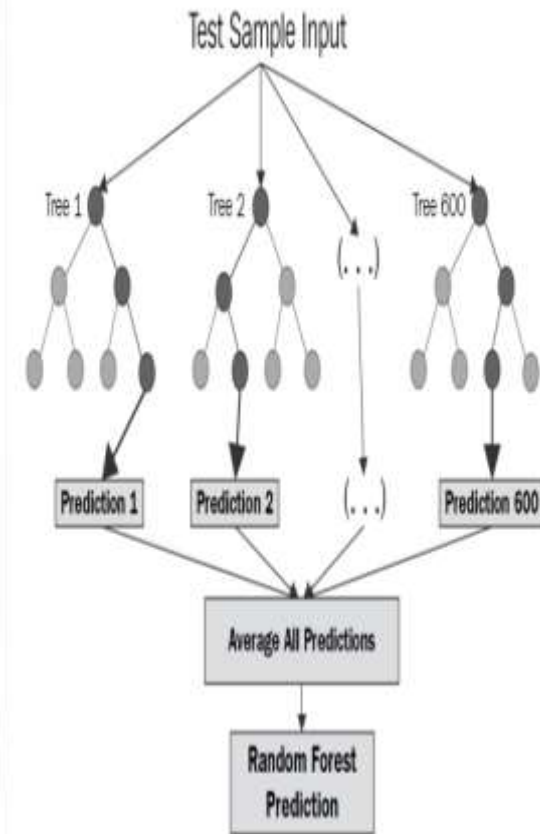 Test Sample Input
Tree 1
Tree 2
Tree 600
(. . .)
Prediction 1
Prediction 2
(. . .)
Prediction 600
Average All Predictions
Random Forest
Prediction